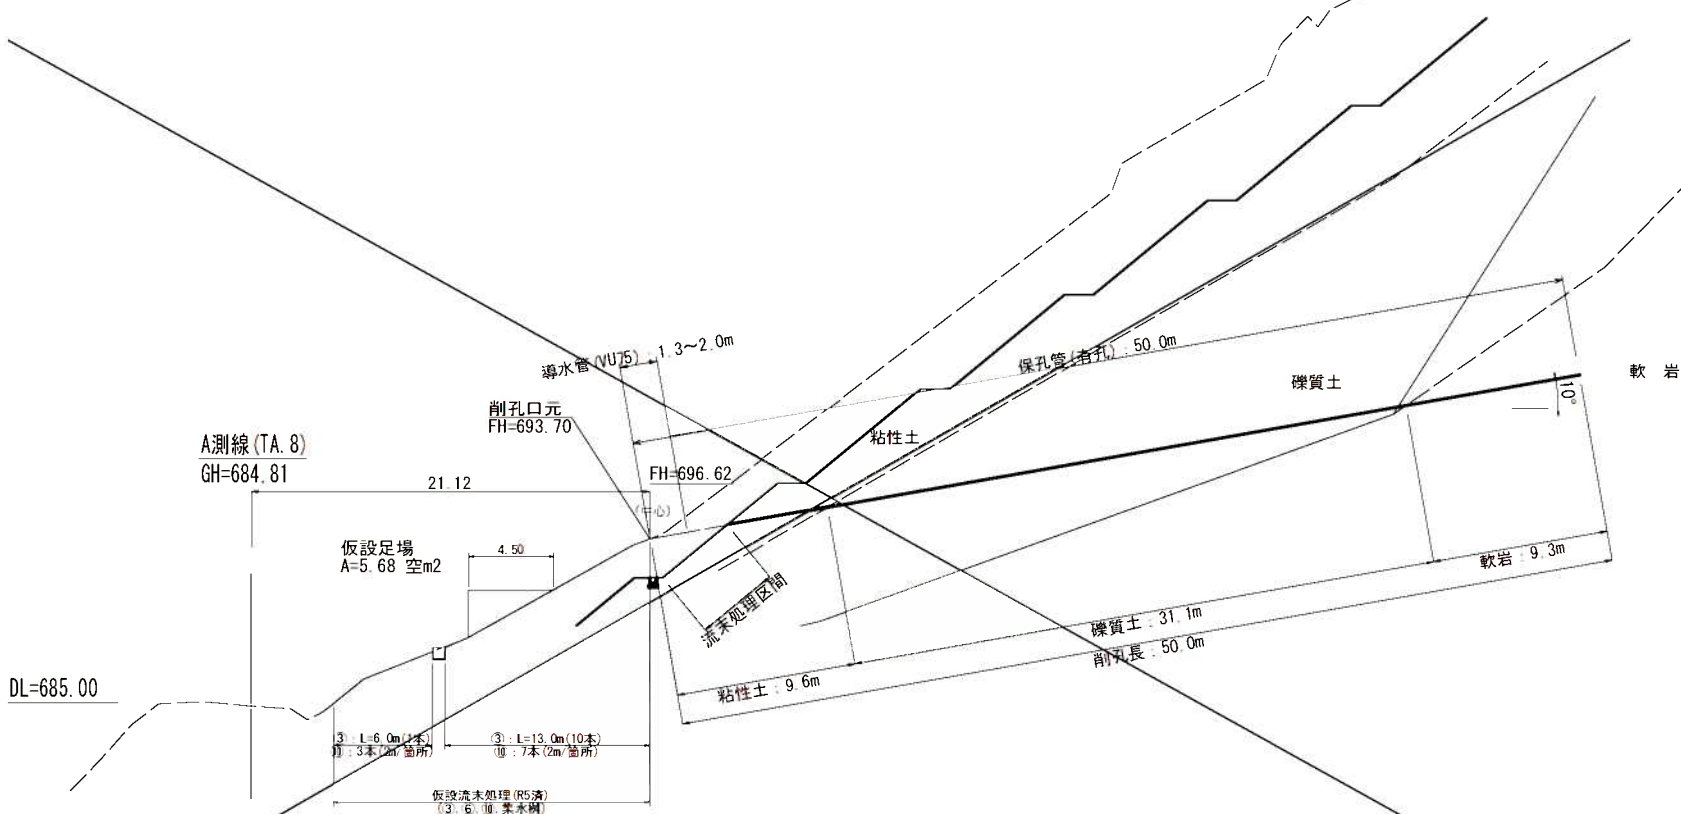 導水管(VU75) : 1.3～2.0m
保孔管(有孔) : 50.0m
礫質土
軟 岩
10°
削孔口元
FH=693.70
粘性土
A測線(TA.8)
GH=684.81
FH=696.62
21.12
(中心)
仮設足場
A=5.68 空m2
4.50
流末処理区間
軟岩 : 9.3m
礫質土 : 31.1m
削孔長 : 50.0m
粘性土 : 9.6m
DL=685.00
③ : L=6.0m(1本)
⑪ : 3本(2m/箇所)
③ : L=13.0m(10本)
⑩ : 7本(2m/箇所)
仮設流末処理(R5済)
(③.⑥.⑩.集水桝)